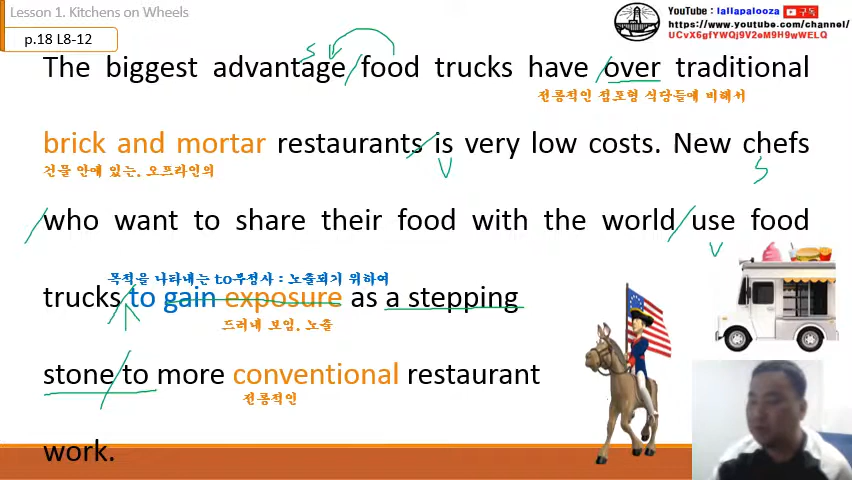 Lesson 1. Kitchens on Wheels
p.18 L8-12
YouTube : lallapalooza 구독
https://www.youtube.com/channel/
UCvX6gfYWQj9V2eM9H9wWELQ
S
The biggest advantage food trucks have over traditional
전통적인 점포형 식당들에 비해서
brick and mortar restaurants is very low costs. New chefs
건물 안에 있는, 오프라인의
V
S
who want to share their food with the world use food
V
목적을 나타내는 to부정사 : 노출되기 위하여
trucks to gain exposure as a stepping
드러내 보임, 노출
stone to more conventional restaurant
전통적인
work.